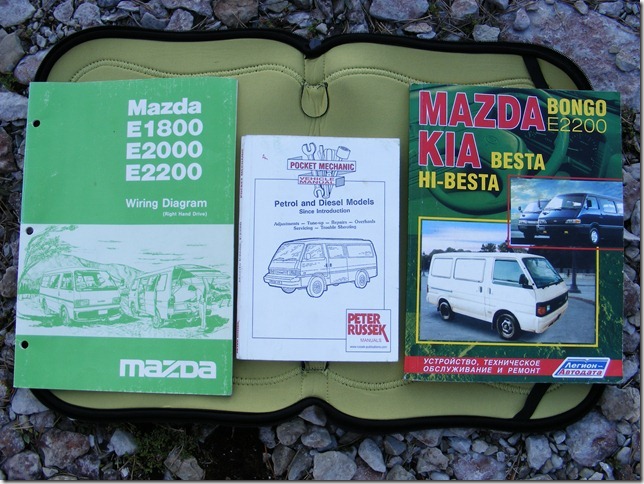 Mazda
E1800
E2000
E2200
Wiring Diagram
(Right Hand Drive)
mazda
POCKET MECHANIC
VEHICLE MANUAL
Petrol and Diesel Models
Since Introduction
Adjustments — Tune-up — Repairs — Overhauls
Servicing — Trouble Shooting
PETER
RUSSEK
MANUALS
MAZDA BONGO
E2200
KIA BESTA
HI-BESTA
УСТРОЙСТВО, ТЕХНИЧЕСКОЕ
ОБСЛУЖИВАНИЕ И РЕМОНТ
Легион-
Автодата